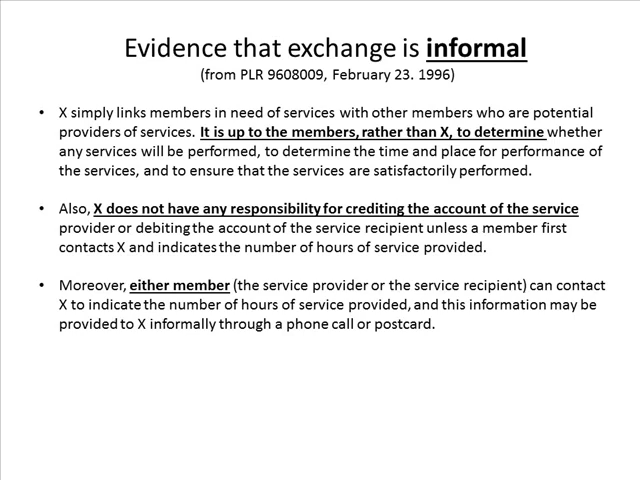 Evidence that exchange is informal
(from PLR 9608009, February 23. 1996)
• X simply links members in need of services with other members who are potential
providers of services. It is up to the members, rather than X, to determine whether
any services will be performed, to determine the time and place for performance of
the services, and to ensure that the services are satisfactorily performed.
• Also, X does not have any responsibility for crediting the account of the service
provider or debiting the account of the service recipient unless a member first
contacts X and indicates the number of hours of service provided.
• Moreover, either member (the service provider or the service recipient) can contact
X to indicate the number of hours of service provided, and this information may be
provided to X informally through a phone call or postcard.